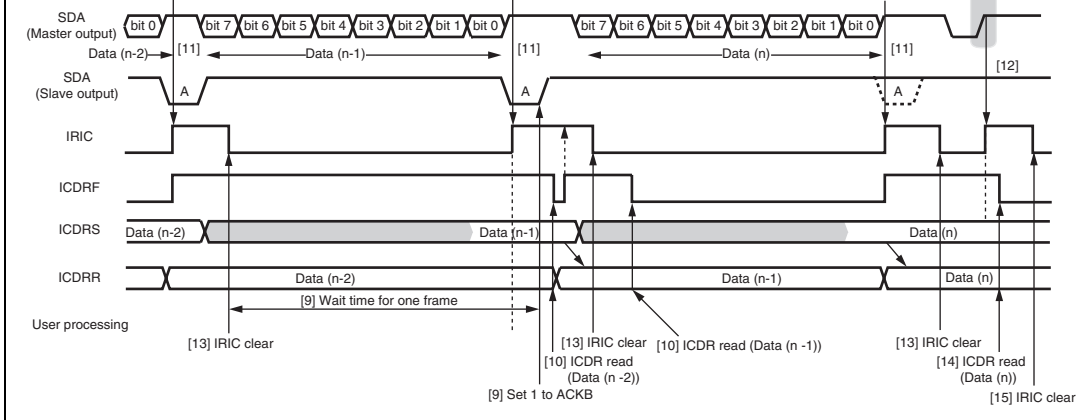 SDA
(Master output)
bit 0 bit 7 bit 6 bit 5 bit 4 bit 3 bit 2 bit 1 bit 0 bit 7 bit 6 bit 5 bit 4 bit 3 bit 2 bit 1 bit 0
Data (n-2) [11] Data (n-1) [11] Data (n) [11]
[12]
SDA
(Slave output)
A A A
IRIC
ICDRF
ICDRS
Data (n-2) Data (n-1) Data (n)
ICDRR
Data (n-2) Data (n-1) Data (n)
[9] Wait time for one frame
User processing
[13] IRIC clear
[13] IRIC clear
[10] ICDR read (Data (n -1))
[13] IRIC clear
[10] ICDR read
(Data (n -2))
[14] ICDR read
(Data (n))
[9] Set 1 to ACKB
[15] IRIC clear